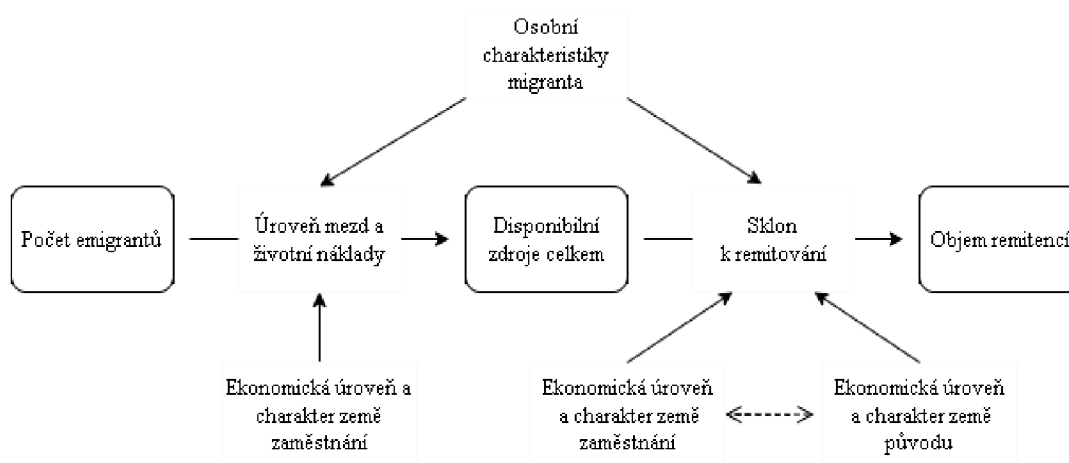 Osobní
charakteristiky
migranta
Počet emigrantů
Úroveň mezd a
životní náklady
Disponibilní
zdroje celkem
Sklon
k remitování
Objem remitencí
Ekonomická úroveň a
charakter země
zaměstnání
Ekonomická úroveň
a charakter země
zaměstnání
Ekonomická úroveň
a charakter země
původu